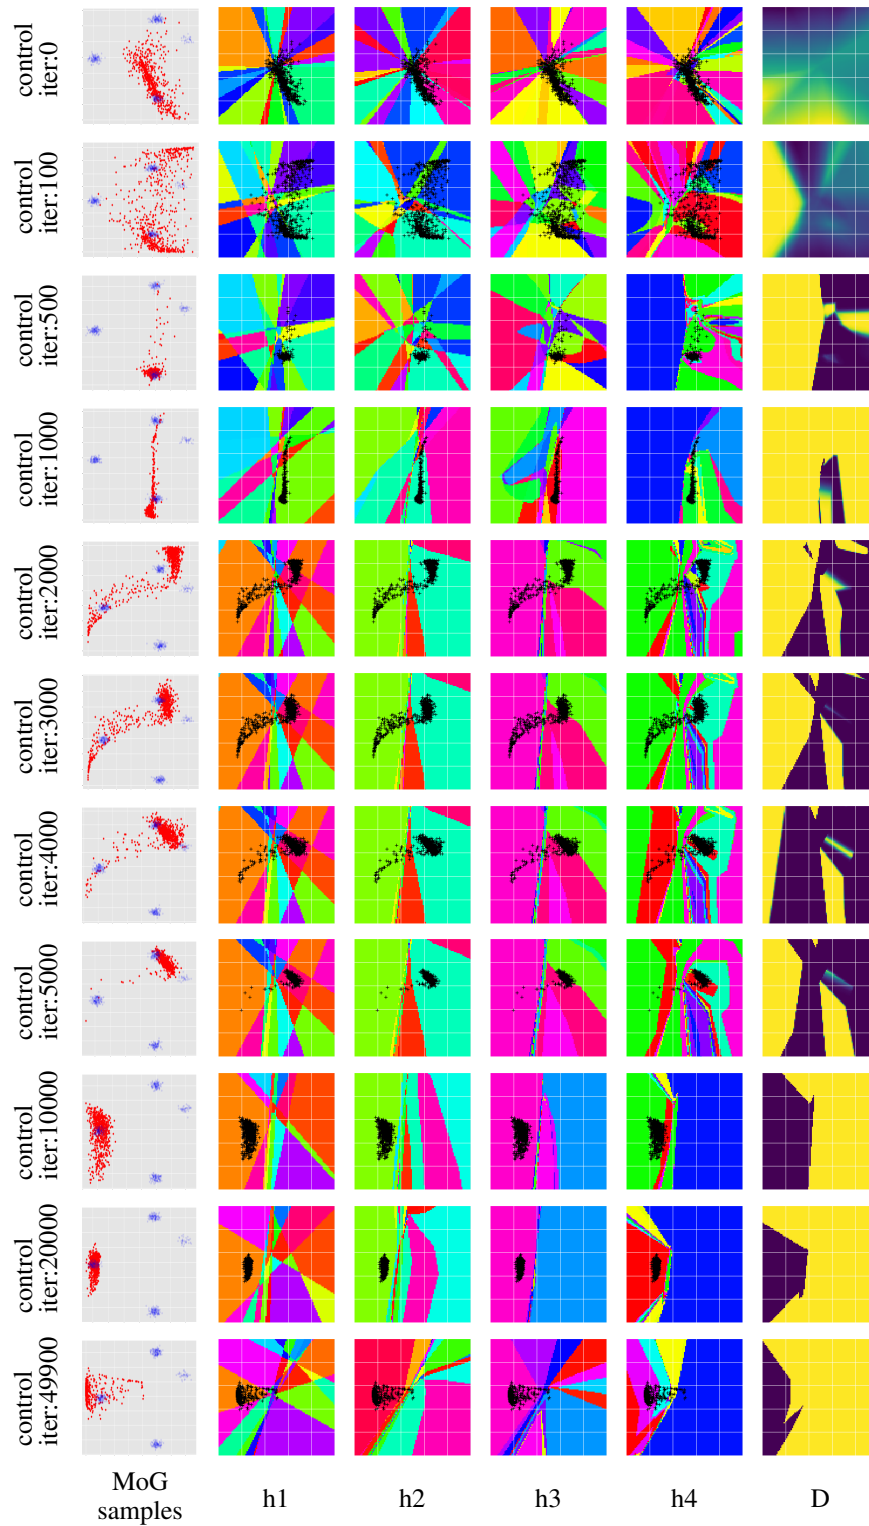 control
iter:0
control
iter:100
control
iter:500
control
iter:1000
control
iter:2000
control
iter:3000
control
iter:4000
control
iter:5000
control
iter:10000
control
iter:20000
control
iter:49900
MoG
samples
h1
h2
h3
h4
D